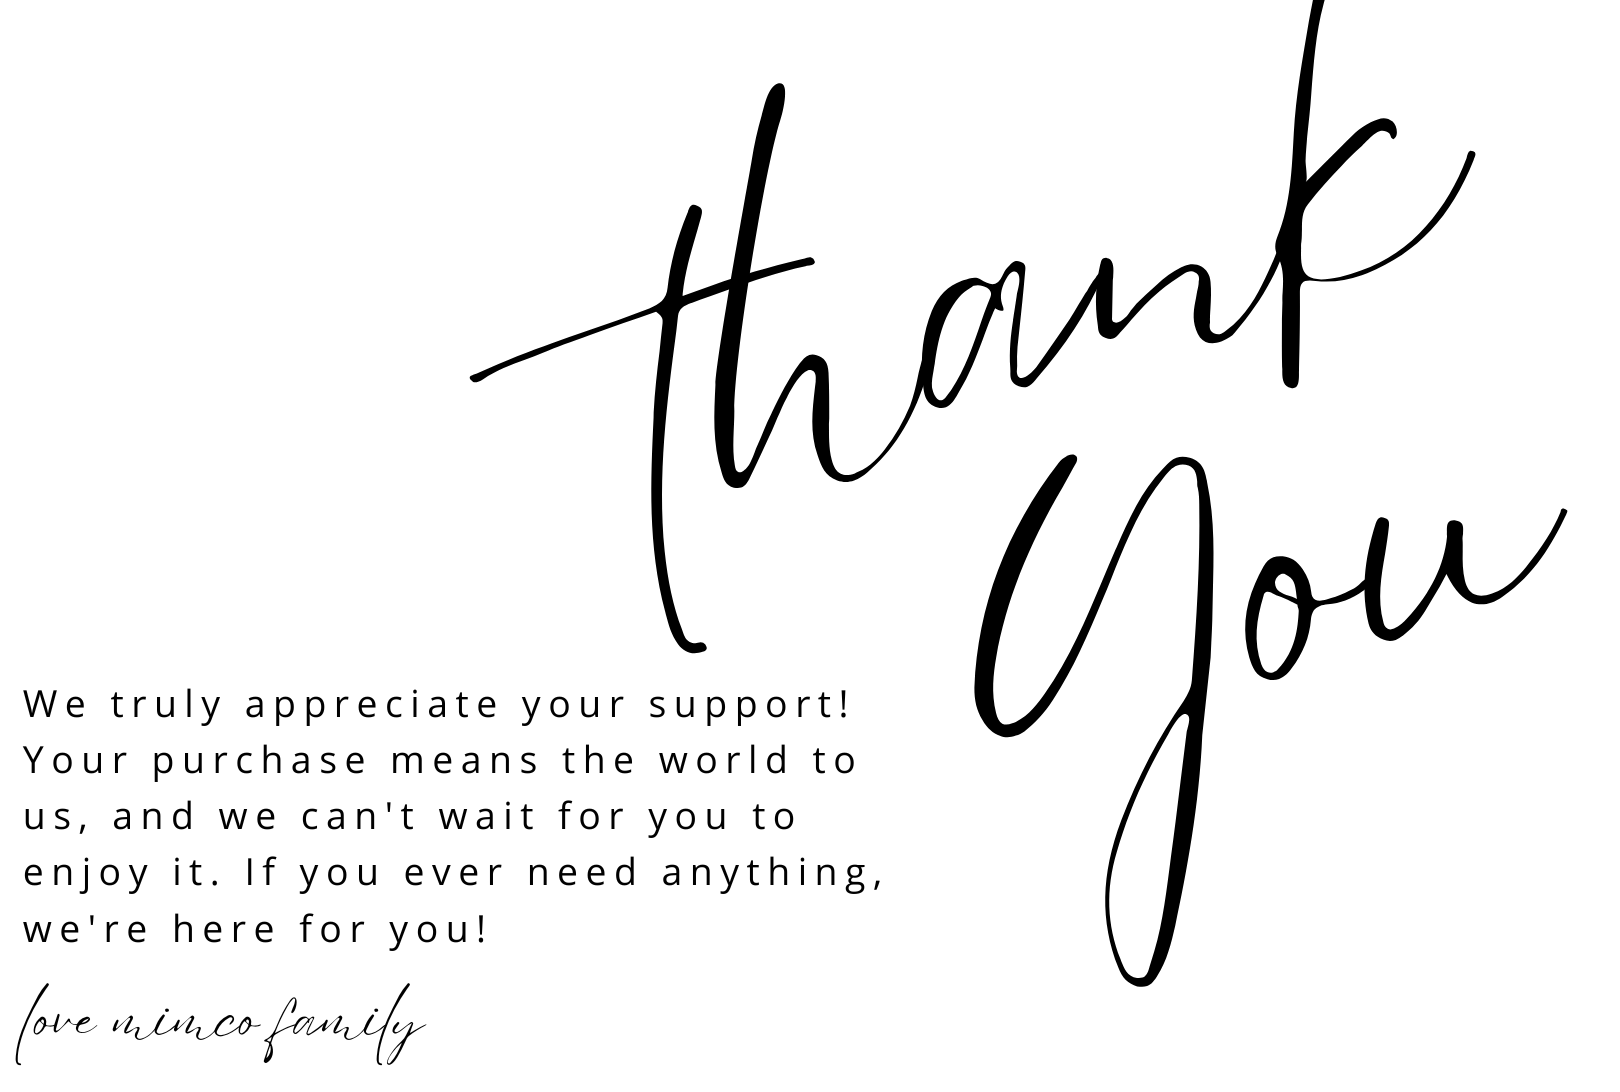 thank
you
We truly appreciate your support!
Your purchase means the world to
us, and we can't wait for you to
enjoy it. If you ever need anything,
we're here for you!
love mimco family